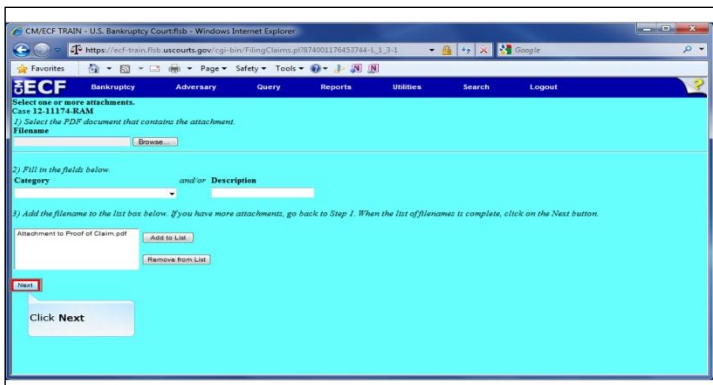 CM/ECF TRAIN - U.S. Bankruptcy Court:flsb - Windows Internet Explorer
https://ecf-train.flsb.uscourts.gov/cgi-bin/FilingClaims.pl?874001176453744-L_1_3-1
Google
Favorites Page Safety Tools
CM/ECF Bankruptcy Adversary Query Reports Utilities Search Logout ?
Select one or more attachments.
Case 12-11174-RAM
1) Select the PDF document that contains the attachment.
Filename
Browse...
2) Fill in the fields below.
Category and/or Description
3) Add the filename to the list box below. If you have more attachments, go back to Step 1. When the list of filenames is complete, click on the Next button.
Attachment to Proof of Claim.pdf Add to List
Remove from List
Next
Click Next